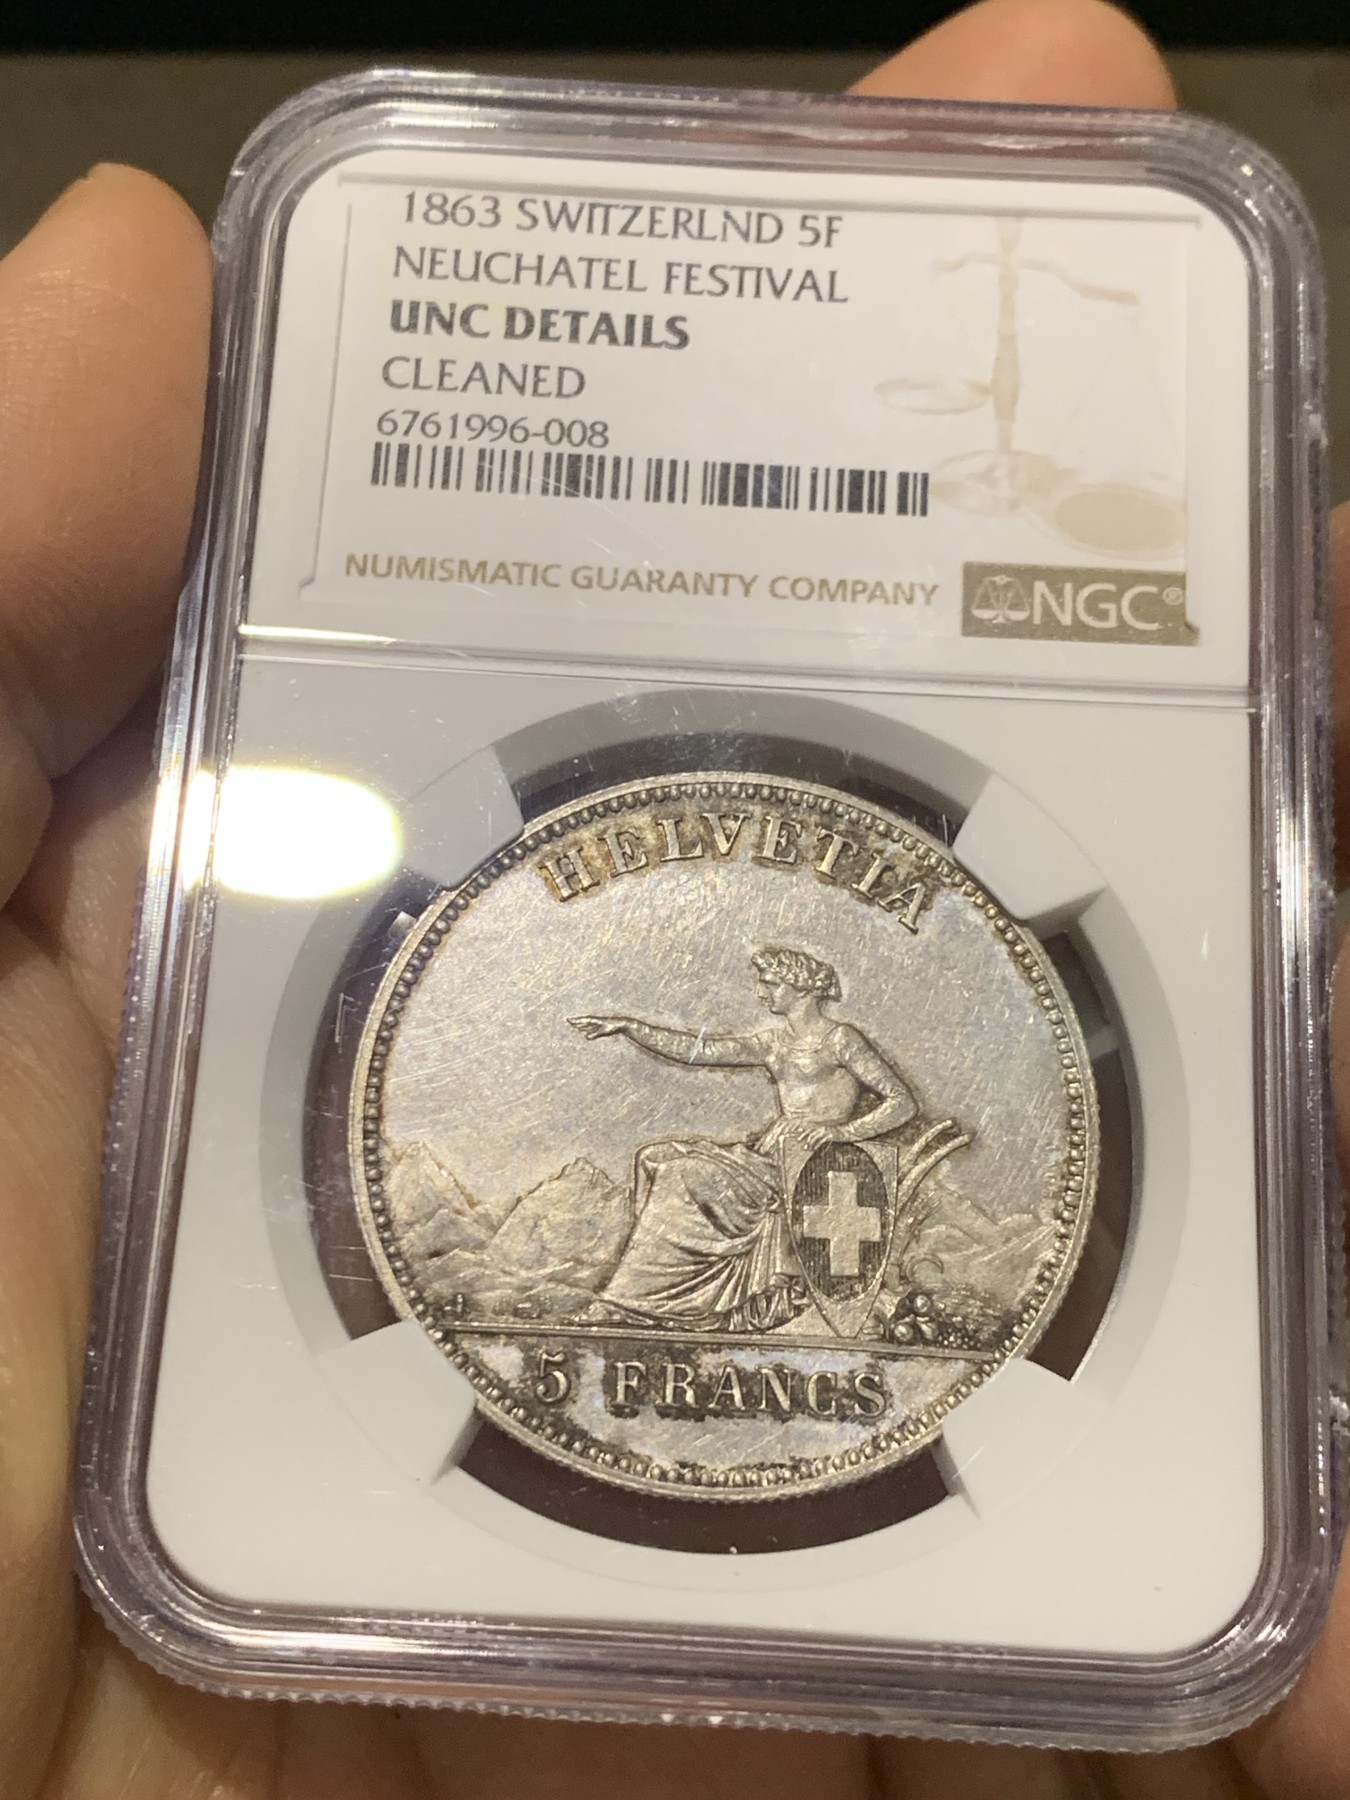 1863 SWITZERLND 5F
NEUCHATEL FESTIVAL
UNC DETAILS
CLEANED
6761996-008
NUMISMATIC GUARANTY COMPANY
NGC®
HELVETIA
5 FRANCS